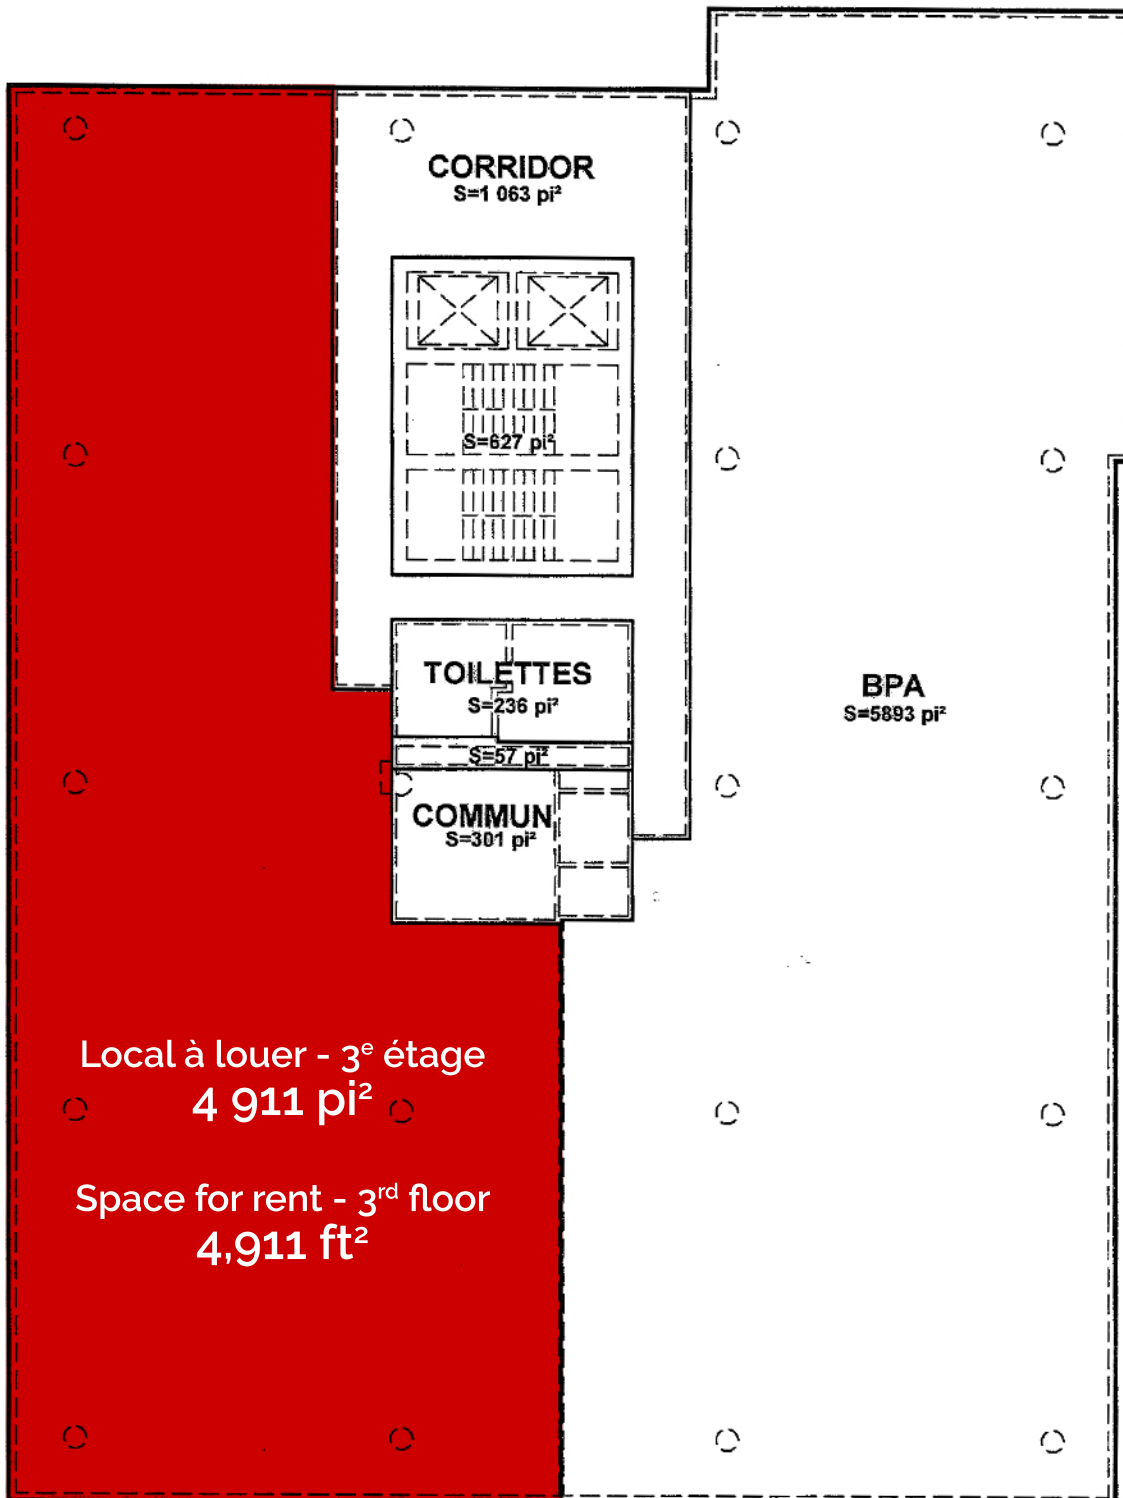 CORRIDOR
S=1 063 pi²
S=627 pi²
TOILETTES
S=236 pi²
S=57 pi²
COMMUN
S=301 pi²
BPA
S=5893 pi²
Local à louer - 3ᵉ étage
4 911 pi²
Space for rent - 3ʳᵈ floor
4,911 ft²